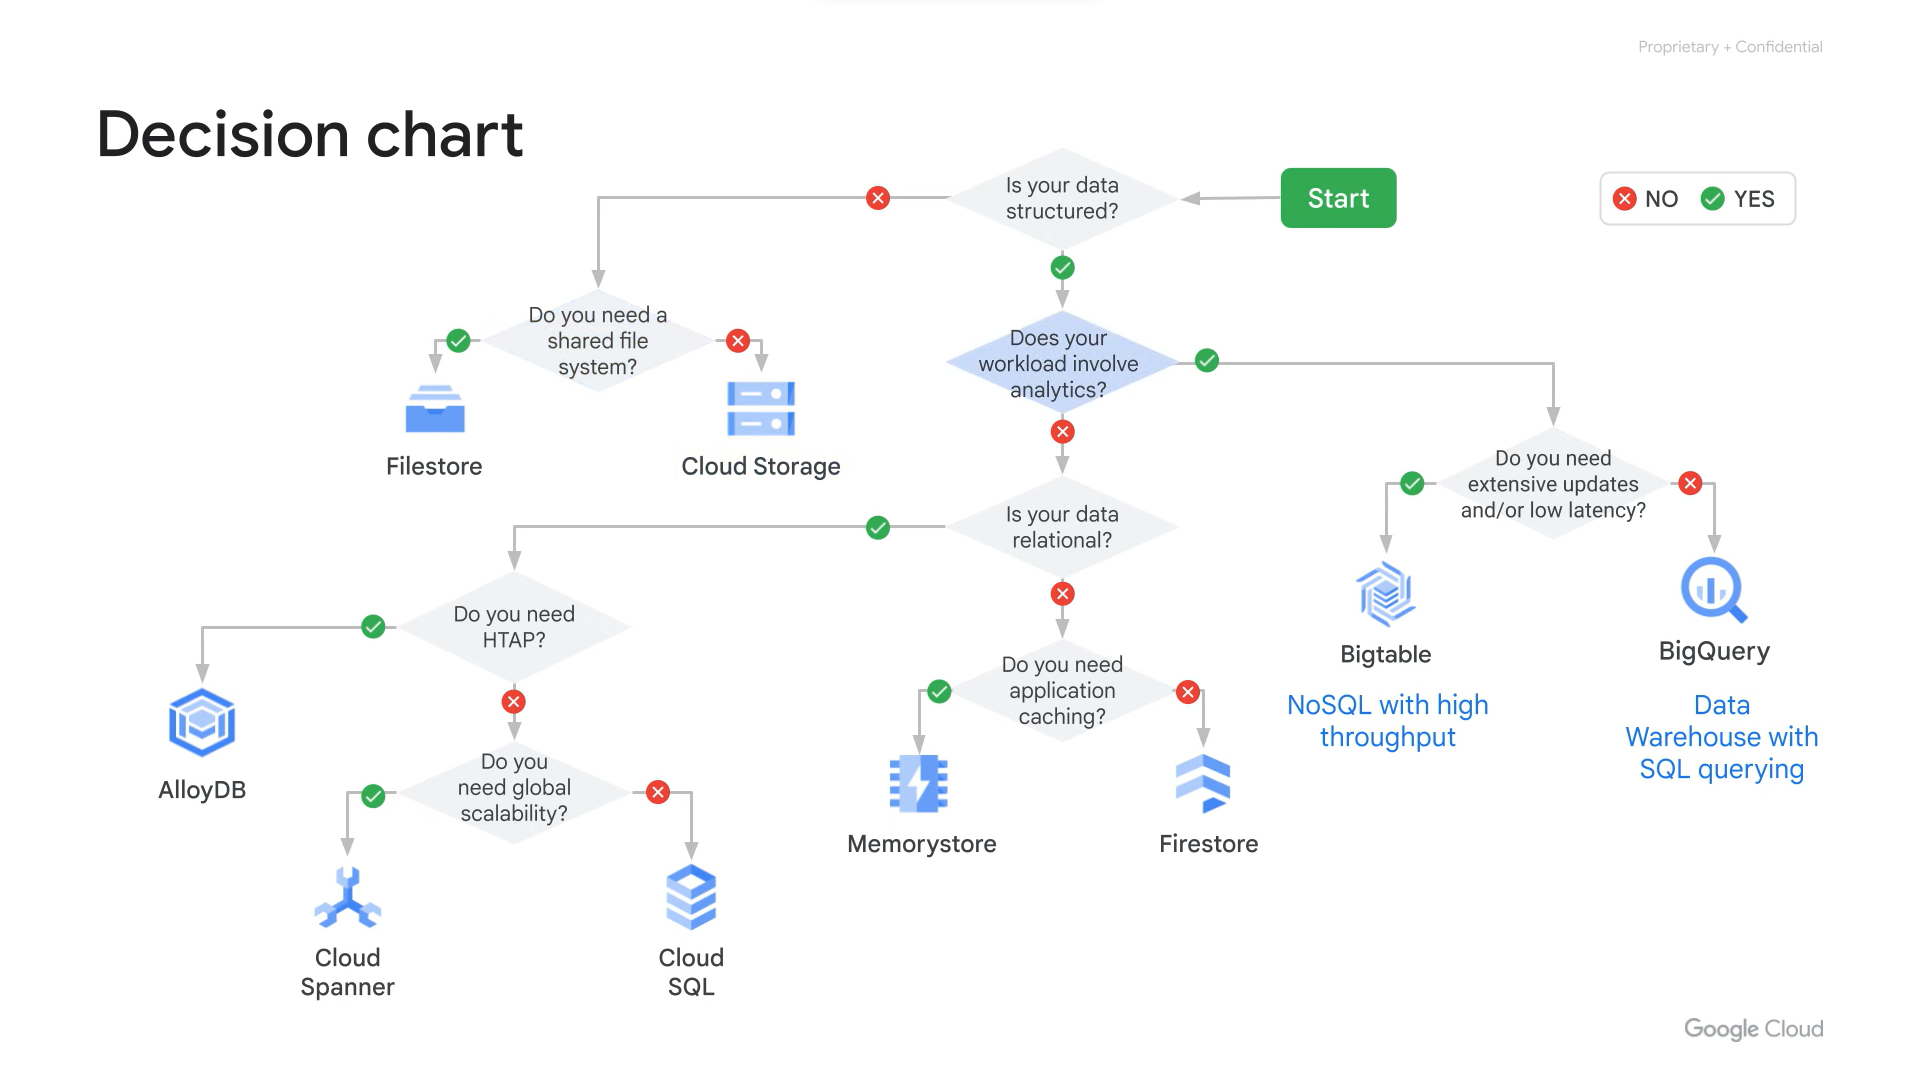 Proprietary + Confidential
Decision chart
Is your data
structured?
Start
NO
YES
Do you need a
shared file
system?
Does your
workload involve
analytics?
Filestore
Cloud Storage
Do you need
extensive updates
and/or low latency?
Is your data
relational?
Do you need
HTAP?
Bigtable
BigQuery
Do you need
application
caching?
NoSQL with high
throughput
Data
Warehouse with
SQL querying
AlloyDB
Do you
need global
scalability?
Memorystore
Firestore
Cloud
Spanner
Cloud
SQL
Google Cloud